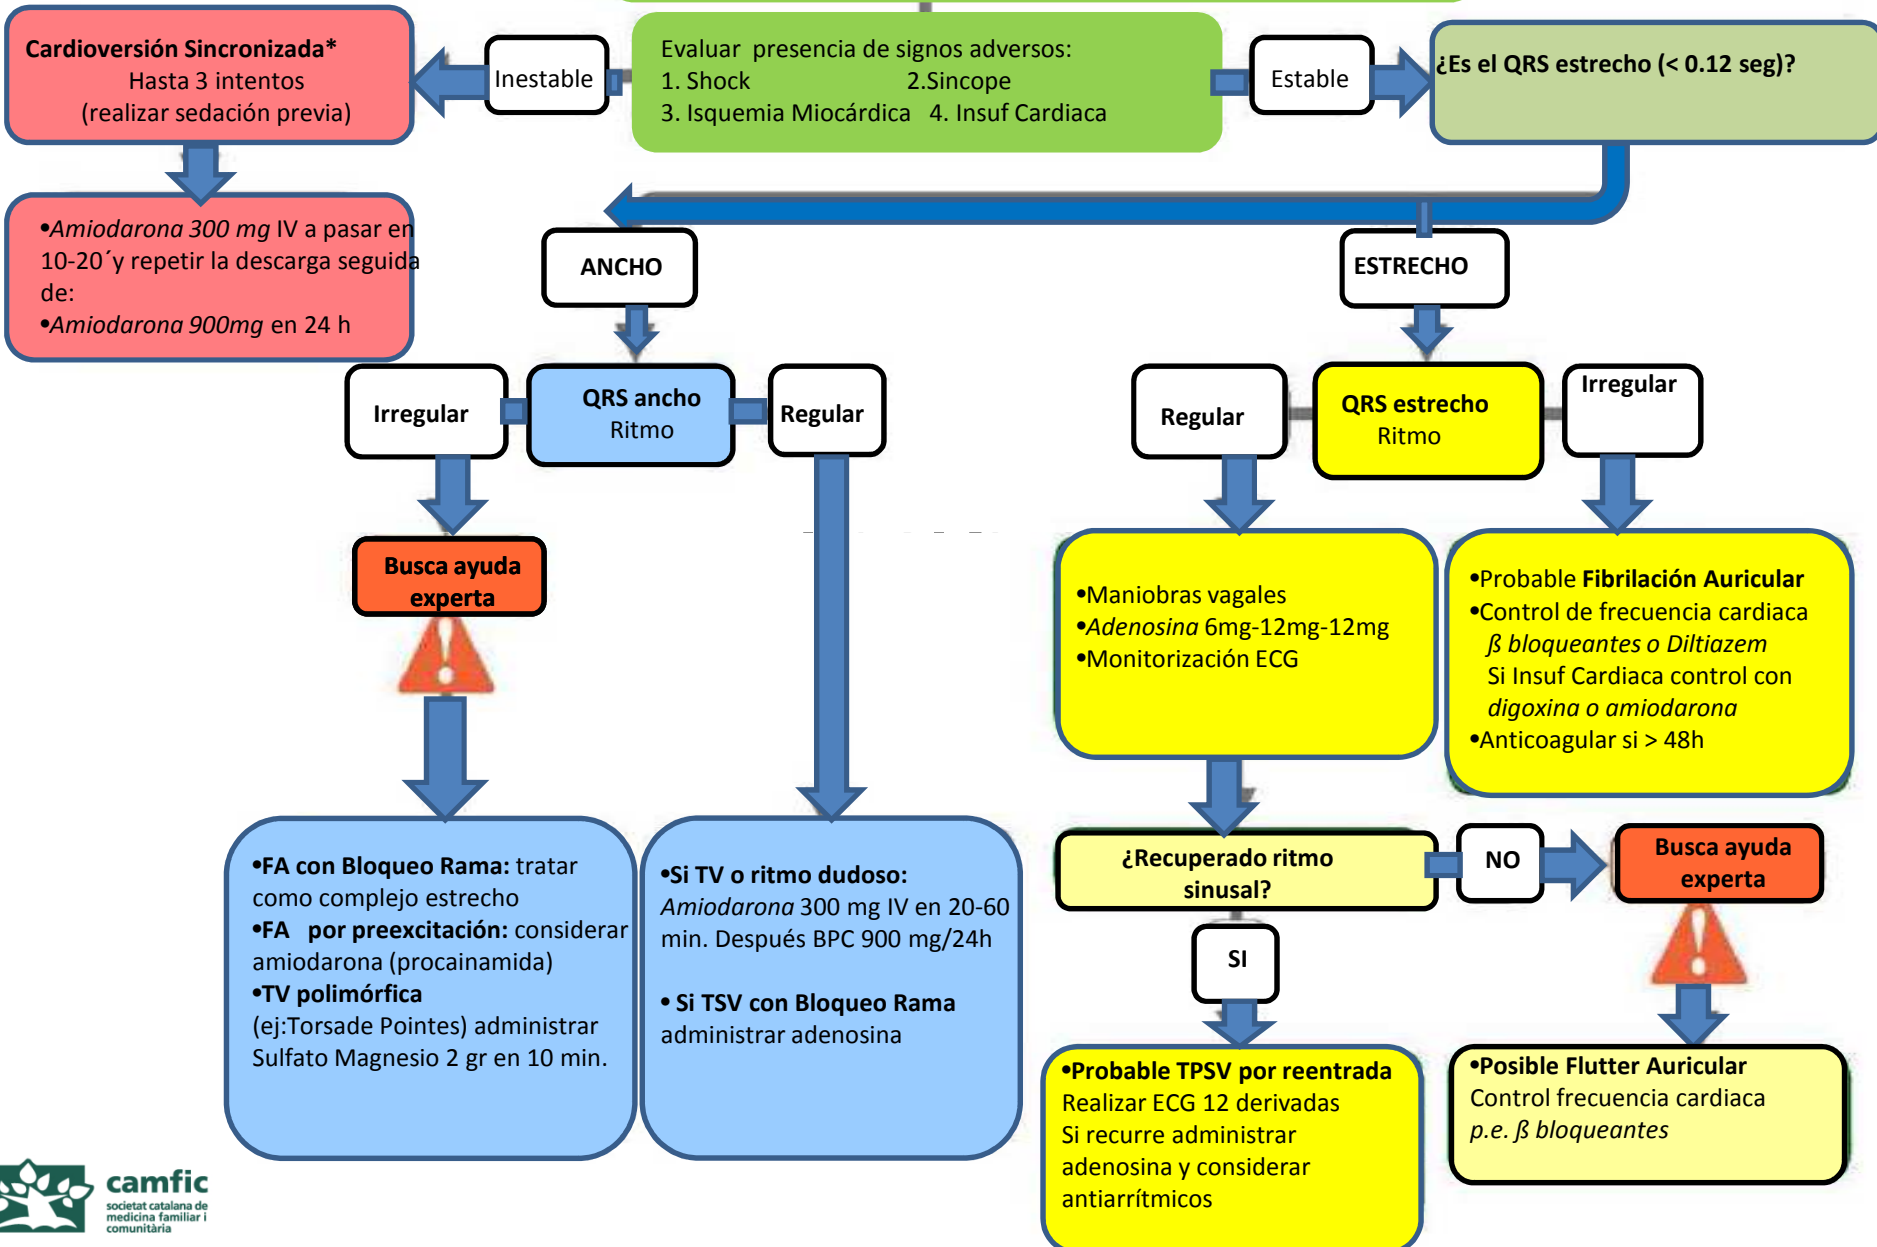 Cardioversión Sincronizada*
Hasta 3 intentos
(realizar sedación previa)
Inestable
Evaluar presencia de signos adversos:
1. Shock 2.Sincope
3. Isquemia Miocárdica 4. Insuf Cardiaca
Estable
¿Es el QRS estrecho (< 0.12 seg)?
•Amiodarona 300 mg IV a pasar en
10-20´y repetir la descarga seguida
de:
•Amiodarona 900mg en 24 h
ANCHO
ESTRECHO
Irregular
QRS ancho
Ritmo
Regular
Regular
QRS estrecho
Ritmo
Irregular
Busca ayuda
experta
•Maniobras vagales
•Adenosina 6mg-12mg-12mg
•Monitorización ECG
•Probable Fibrilación Auricular
•Control de frecuencia cardiaca
ß bloqueantes o Diltiazem
Si Insuf Cardiaca control con
digoxina o amiodarona
•Anticoagular si > 48h
•FA con Bloqueo Rama: tratar
como complejo estrecho
•FA por preexcitación: considerar
amiodarona (procainamida)
•TV polimórfica
(ej:Torsade Pointes) administrar
Sulfato Magnesio 2 gr en 10 min.
•Si TV o ritmo dudoso:
Amiodarona 300 mg IV en 20-60
min. Después BPC 900 mg/24h
• Si TSV con Bloqueo Rama
administrar adenosina
¿Recuperado ritmo
sinusal?
NO
Busca ayuda
experta
SI
•Probable TPSV por reentrada
Realizar ECG 12 derivadas
Si recurre administrar
adenosina y considerar
antiarrítmicos
•Posible Flutter Auricular
Control frecuencia cardiaca
p.e. ß bloqueantes
camfic
societat catalana de
medicina familiar i
comunitària